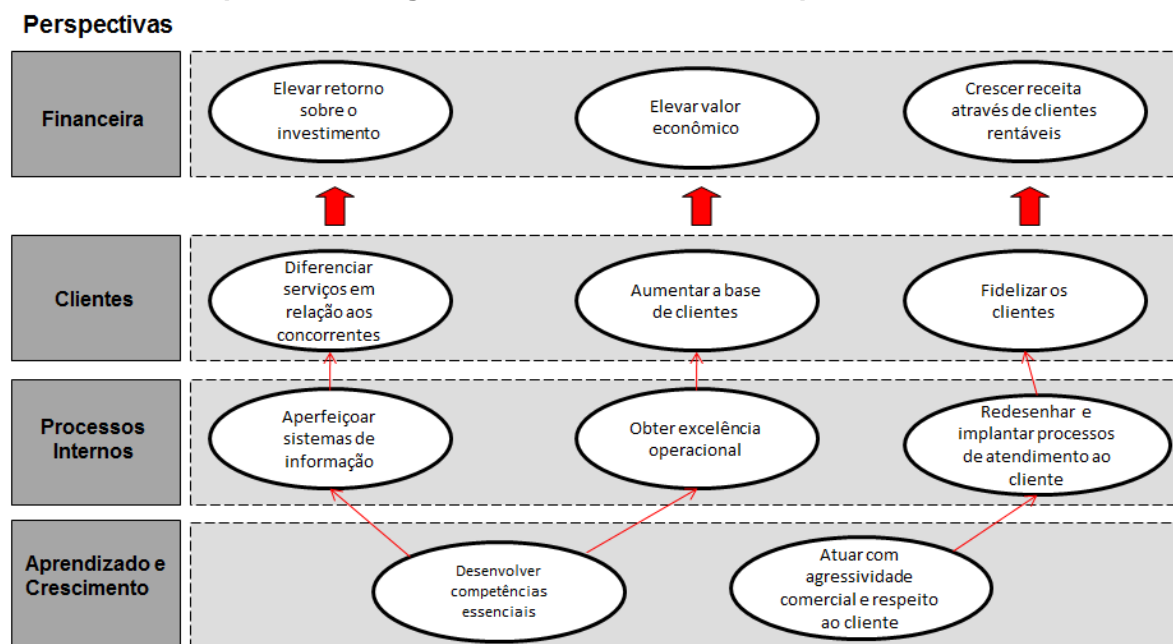 Perspectivas
Financeira
Elevar retorno
sobre o
investimento
Elevar valor
econômico
Crescer receita
através de clientes
rentáveis
Clientes
Diferenciar
serviços em
relação aos
concorrentes
Aumentar a base
de clientes
Fidelizar os
clientes
Processos
Internos
Aperfeiçoar
sistemas de
informação
Obter excelência
operacional
Redesenhar e
implantar processos
de atendimento ao
cliente
Aprendizado e
Crescimento
Desenvolver
competências
essenciais
Atuar com
agressividade
comercial e respeito
ao cliente